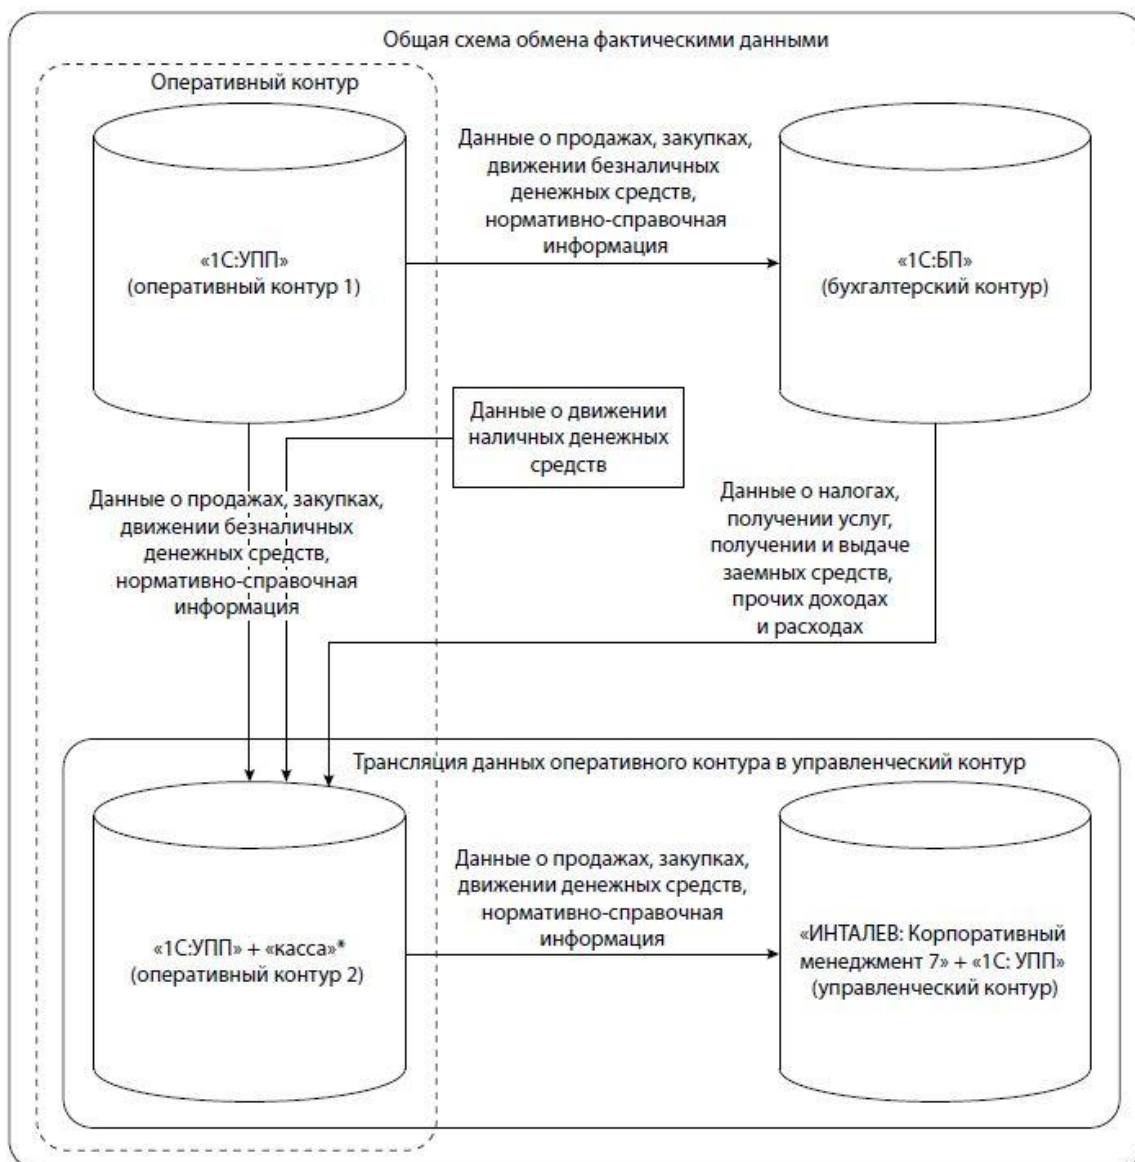 Общая схема обмена фактическими данными
Оперативный контур
«1С:УПП»
(оперативный контур 1)
Данные о продажах, закупках,
движении безналичных
денежных средств,
нормативно-справочная
информация
«1С:БП»
(бухгалтерский контур)
Данные о движении
наличных денежных
средств
Данные о продажах, закупках,
движении безналичных
денежных средств,
нормативно-справочная
информация
Данные о налогах,
получении услуг,
получении и выдаче
заемных средств,
прочих доходах
и расходах
Трансляция данных оперативного контура в управленческий контур
«1С:УПП» + «касса»*
(оперативный контур 2)
Данные о продажах, закупках,
движении денежных средств,
нормативно-справочная
информация
«ИНТАЛЕВ: Корпоративный
менеджмент 7» + «1С: УПП»
(управленческий контур)